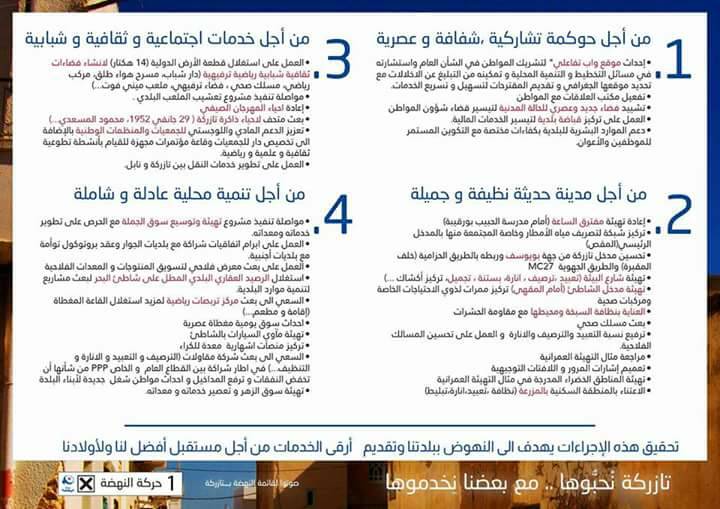 1. من أجل حوكمة تشاركية ،شفافة و عصرية
• إحداث موقع واب تفاعلي" لتشريك المواطن في الشأن العام واستشارته
في مسائل التخطيط و التنمية المحلية و تمكينه من التبليغ عن الاخلالات مع
تحديد موقعها الجغرافي و تقديم المقترحات لتسهيل و تسريع الخدمات.
• تفعيل مكتب العلاقات مع المواطن
• تشييد فضاء جديد وعصري للحالة المدنية لتيسير قضاء شؤون المواطن
• العمل على تركيز قباضة بلدية لتيسير الخدمات المالية.
• دعم الموارد البشرية للبلدية بكفاءات مختصة مع التكوين المستمر
للموظفين والأعوان.
2. من أجل مدينة حديثة نظيفة و جميلة
• إعادة تهيئة مفترق الساعة (أمام مدرسة الحبيب بورقيبة)
• تركيز شبكة لتصريف مياه الأمطار وخاصة المجتمعة منها بالمدخل
الرئيسي(المقص)
• تحسين مدخل تازركة من جهة بويوسف وربطه بالطريق الحزامية (خلف
المقبرة) والطريق الجهوية MC27
• تهيئة شارع البيئة (تعبيد ،ترصيف ، انارة، بستنة ، تجميل، تركيز أكشاك ...)
• تهيئة مدخل الشاطئ (أمام المقهى) تركيز ممرات لذوي الاحتياجات الخاصة
ومركبات صحية
• العناية بنظافة السبخة ومحيطها مع مقاومة الحشرات
• بعث مسلك صحي
• ترفيع نسبة التعبيد والترصيف والانارة و العمل على تحسين المسالك
الفلاحية.
• مراجعة مثال التهيئة العمرانية
• تعميم إشارات المرور و اللافتات التوجيهية
• تهيئة المناطق الخضراء المدرجة في مثال التهيئة العمرانية
• الاعتناء بالمنطقة السكنية بالمزرعة (نظافة ،تعبيد،انارة،تبليط)
3. من أجل خدمات اجتماعية و ثقافية و شبابية
• العمل على استغلال قطعة الأرض الدولية (14 هكتار) لانشاء فضاءات
ثقافية شبابية رياضية ترفيهية (دار شباب، مسرح هواء طلق، مركب
رياضي، مسلك صحي ، فضاء ترفيهي، ملعب ميني فوت...)
• مواصلة تنفيذ مشروع تعشيب الملعب البلدي .
• إعادة احياء المهرجان الصيفي
• بعث متحف لاحياء ذاكرة تازركة ( 29 جانفي 1952، محمود المسعدي...)
• تعزيز الدعم المادي واللوجستي للجمعيات والمنظمات الوطنية بالإضافة
الى تخصيص دار للجمعيات وقاعة مؤتمرات مجهزة للقيام بأنشطة تطوعية
ثقافية و علمية و رياضية.
• العمل على تطوير خدمات النقل بين تازركة و نابل.
4. من أجل تنمية محلية عادلة و شاملة
• مواصلة تنفيذ مشروع تهيئة وتوسيع سوق الجملة مع الحرص على تطوير
خدماته ومعداته.
• العمل على ابرام اتفاقيات شراكة مع بلديات الجوار وعقد بروتوكول توأمة
مع بلديات أجنبية.
• العمل على بعث معرض فلاحي لتسويق المنتوجات و المعدات الفلاحية
• استغلال الرصيد العقاري البلدي المطل على شاطئ البحر لبعث مشاريع
لتنمية موارد البلدية.
• السعي الى بعث مركز تربصات رياضية لمزيد استغلال القاعة المغطاة
(إقامة و مطعم...)
• احداث سوق يومية مغطاة عصرية
• تهيئة مآوي السيارات بالشاطئ
• تركيز منصات اشهارية معدة للكراء
• السعي الى بعث شركة مقاولات (الترصيف و التعبيد و الانارة و
التنظيف...) في اطار شراكة بين القطاع العام و الخاص PPP من شأنها أن
تخفض النفقات و ترفع المداخيل و احداث مواطن شغل جديدة لأبناء البلدة
• تهيئة سوق الزهر و تعصير خدماته و معداته.
تحقيق هذه الإجراءات يهدف الى النهوض ببلدتنا وتقديم أرقى الخدمات من أجل مستقبل أفضل لنا ولأولادنا
تازركة نُحبُّوها .. مع بعضنا يَخدموها
صوتوا لقائمة النهضة بـتازركة
1 حركة النهضة